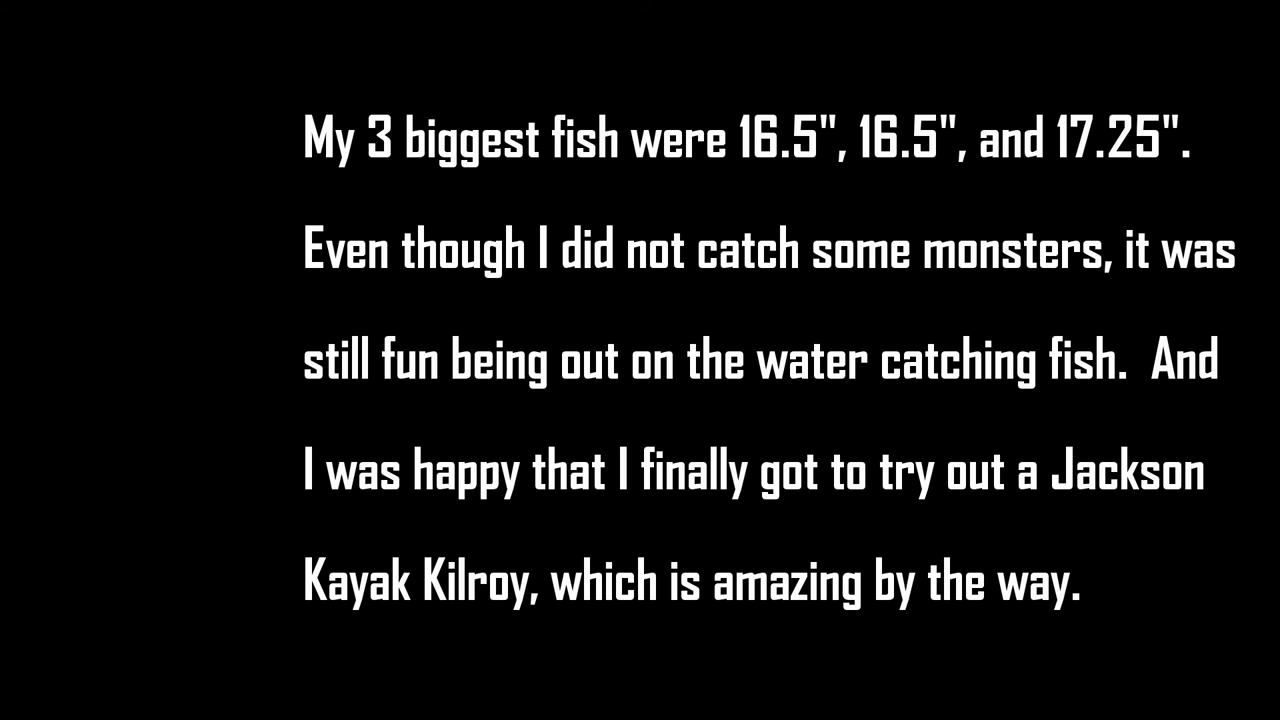 My 3 biggest fish were 16.5", 16.5", and 17.25".
Even though I did not catch some monsters, it was
still fun being out on the water catching fish.  And
I was happy that I finally got to try out a Jackson
Kayak Kilroy, which is amazing by the way.